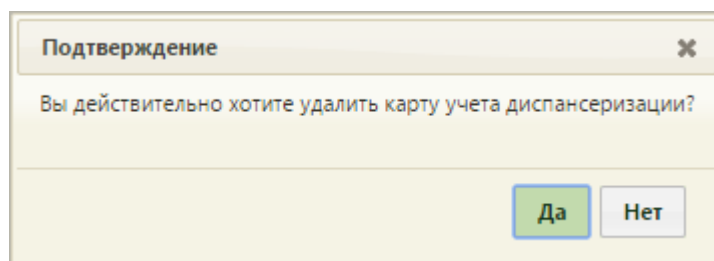 Подтверждение
Вы действительно хотите удалить карту учета диспансеризации?
Да Нет